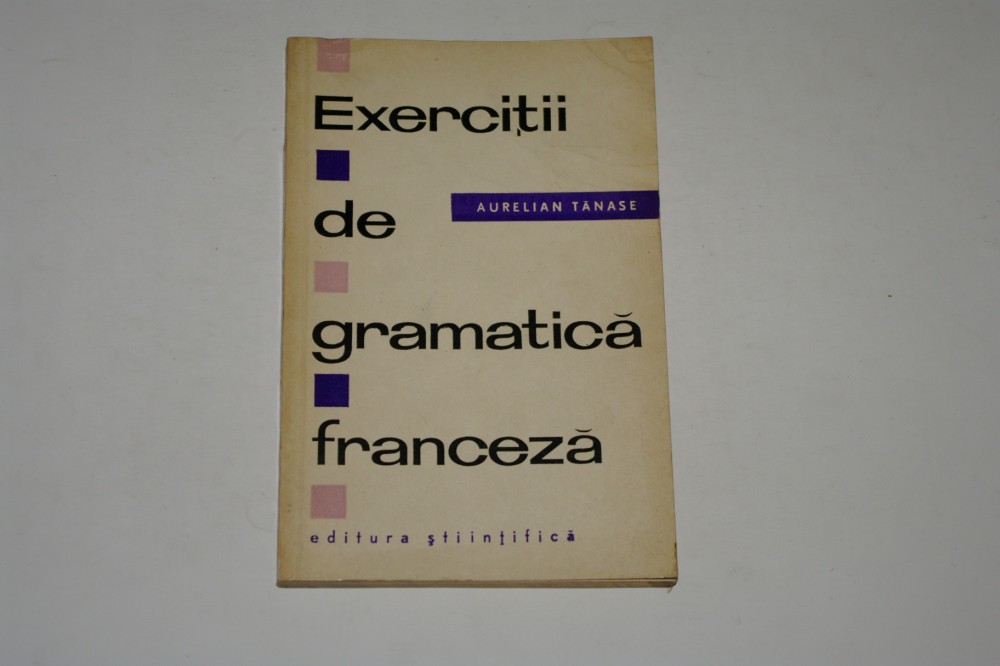 Exerciții
de
AURELIAN TĂNASE
gramatică
franceză
editura științifică